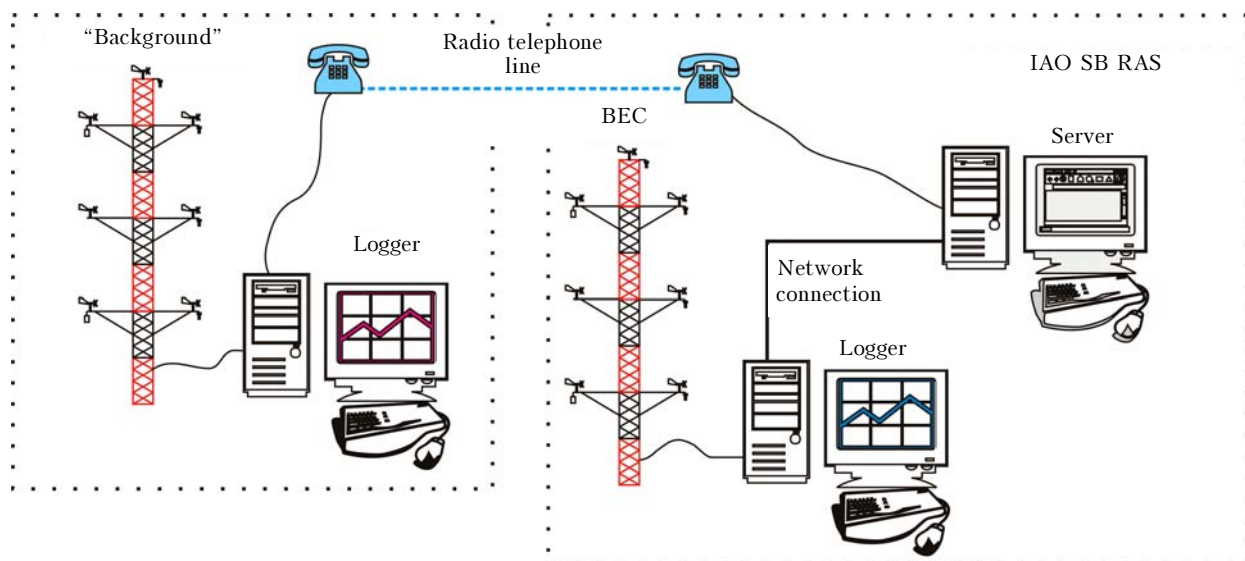 “Background”
Radio telephone
line
IAO SB RAS
BEC
Server
Logger
Network
connection
Logger